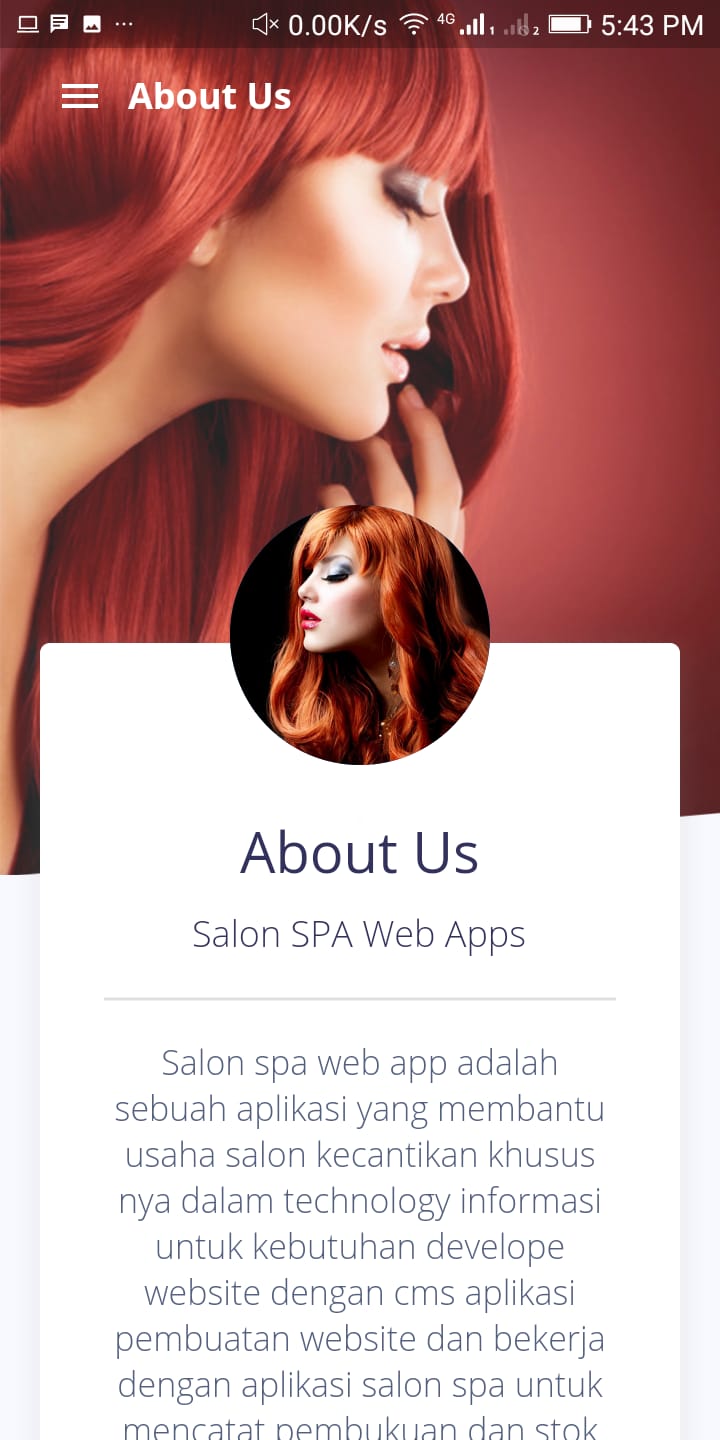 0.00K/s 4G 1 2 5:43 PM
About Us
About Us
Salon SPA Web Apps
Salon spa web app adalah
sebuah aplikasi yang membantu
usaha salon kecantikan khusus
nya dalam technology informasi
untuk kebutuhan develope
website dengan cms aplikasi
pembuatan website dan bekerja
dengan aplikasi salon spa untuk
mencatat pembukuan dan stok